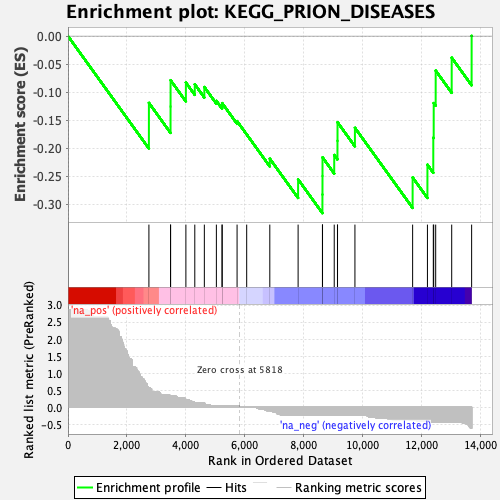 Enrichment plot: KEGG_PRION_DISEASES
Enrichment score (ES)
0.00
-0.05
-0.10
-0.15
-0.20
-0.25
-0.30
'na_pos' (positively correlated)
Ranked list metric (PreRanked)
3.0
2.5
2.0
1.5
1.0
0.5
0.0
-0.5
Zero cross at 5818
'na_neg' (negatively correlated)
0
2,000
4,000
6,000
8,000
10,000
12,000
14,000
Rank in Ordered Dataset
Enrichment profile
Hits
Ranking metric scores